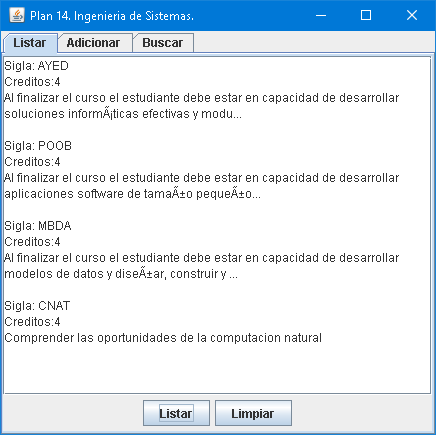 Plan 14. Ingenieria de Sistemas.
Listar Adicionar Buscar
Sigla: AYED
Creditos:4
Al finalizar el curso el estudiante debe estar en capacidad de desarrollar
soluciones informÃ¡ticas efectivas y modu...
Sigla: POOB
Creditos:4
Al finalizar el curso el estudiante debe estar en capacidad de desarrollar
aplicaciones software de tamaÃ±o pequeÃ±o...
Sigla: MBDA
Creditos:4
Al finalizar el curso el estudiante debe estar en capacidad de desarrollar
modelos de datos y diseÃ±ar, construir y ...
Sigla: CNAT
Creditos:4
Comprender las oportunidades de la computacion natural
Listar Limpiar